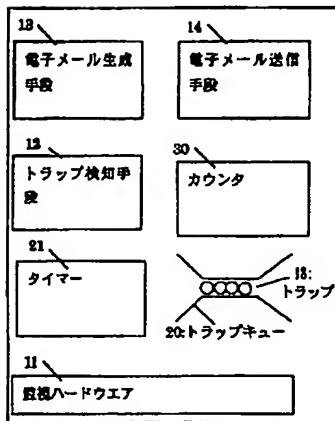 13
電子メール生成
手段
14
電子メール送信
手段
12
トラップ検知手
段
30
カウンタ
21
タイマー
18:
トラップ
20:トラップキュー
11
監視ハードウエア